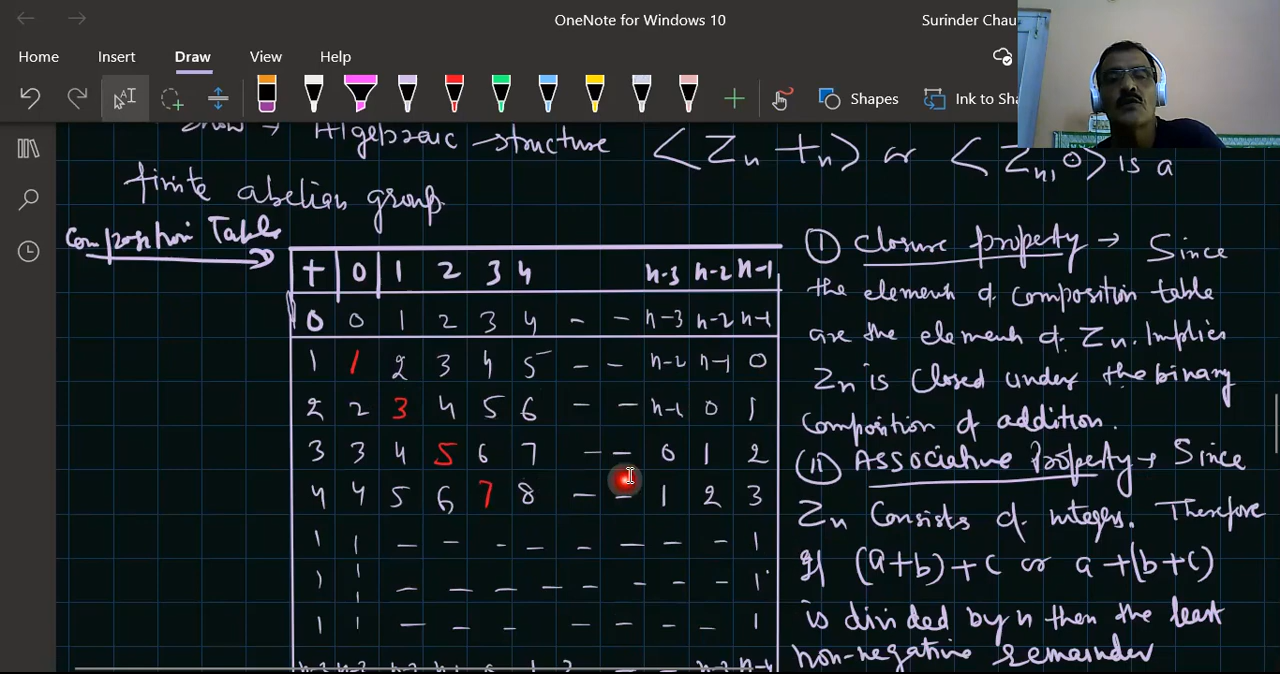 OneNote for Windows 10
Surinder Chau
Home Insert Draw View Help
Shapes Ink to Sha
Show → Algebraic structure <Zn +n> or <Zn, 0> is a
finite abelian group
Composition Table
+ 0 1 2 3 4 n-3 n-2 n-1
0 0 1 2 3 4 - - n-3 n-2 n-1
1 1 2 3 4 5 - - n-2 n-1 0
2 2 3 4 5 6 - - n-1 0 1
3 3 4 5 6 7 - - 0 1 2
4 4 5 6 7 8 - - 1 2 3
(I) Closure property → Since
the elements of composition table
are the elements of Zn. Implies
Zn is closed under the binary
composition of addition.
(II) Associative Property → Since
Zn Consists of integers. Therefore
If (a+b)+c or a+(b+c)
is divided by n then the least
non-negative remainder